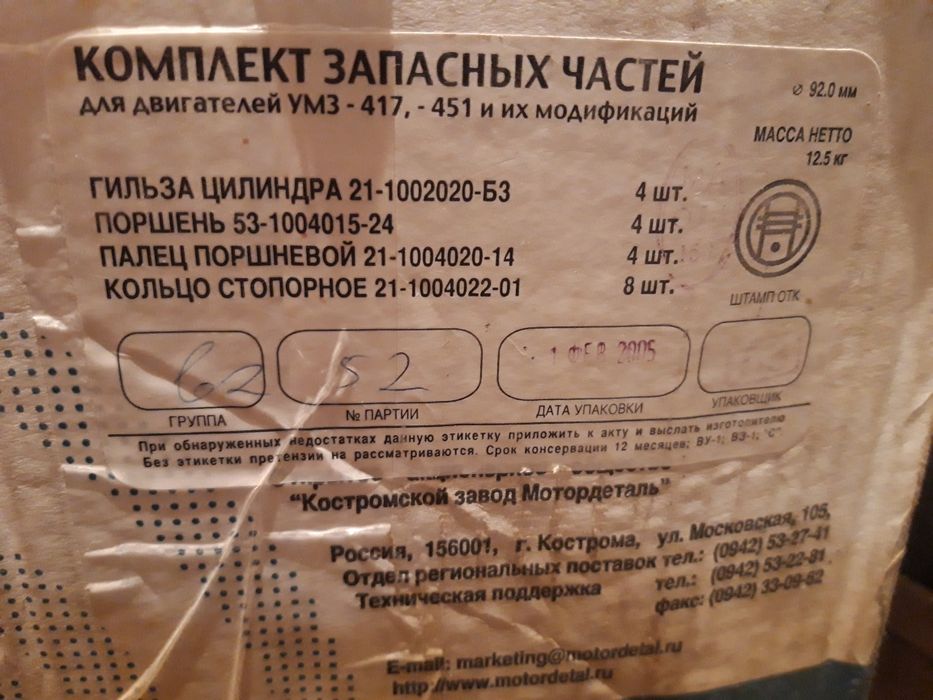 КОМПЛЕКТ ЗАПАСНЫХ ЧАСТЕЙ
для двигателей УМЗ - 417, - 451 и их модификаций
⌀ 92.0 мм
МАССА НЕТТО
12.5 кг
ГИЛЬЗА ЦИЛИНДРА 21-1002020-Б3 4 шт.
ПОРШЕНЬ 53-1004015-24 4 шт.
ПАЛЕЦ ПОРШНЕВОЙ 21-1004020-14 4 шт.
КОЛЬЦО СТОПОРНОЕ 21-1004022-01 8 шт.
ШТАМП ОТК
52
1 ФЕВ 2005
ГРУППА № ПАРТИИ ДАТА УПАКОВКИ УПАКОВЩИК
При обнаруженных недостатках данную этикетку приложить к акту и выслать изготовителю
Без этикетки претензии на рассматриваются. Срок консервации 12 месяцев; ВУ-1; ВЗ-1; "С"
"Костромской завод Мотордеталь"
Россия, 156001, г. Кострома, ул. Московская, 105,
Отдел региональных поставок тел.: (0942) 53-27-41
тел.: (0942) 53-22-81
Техническая поддержка факс: (0942) 33-09-62
E-mail: marketing@motordetal.ru
http://www.motordetal.ru